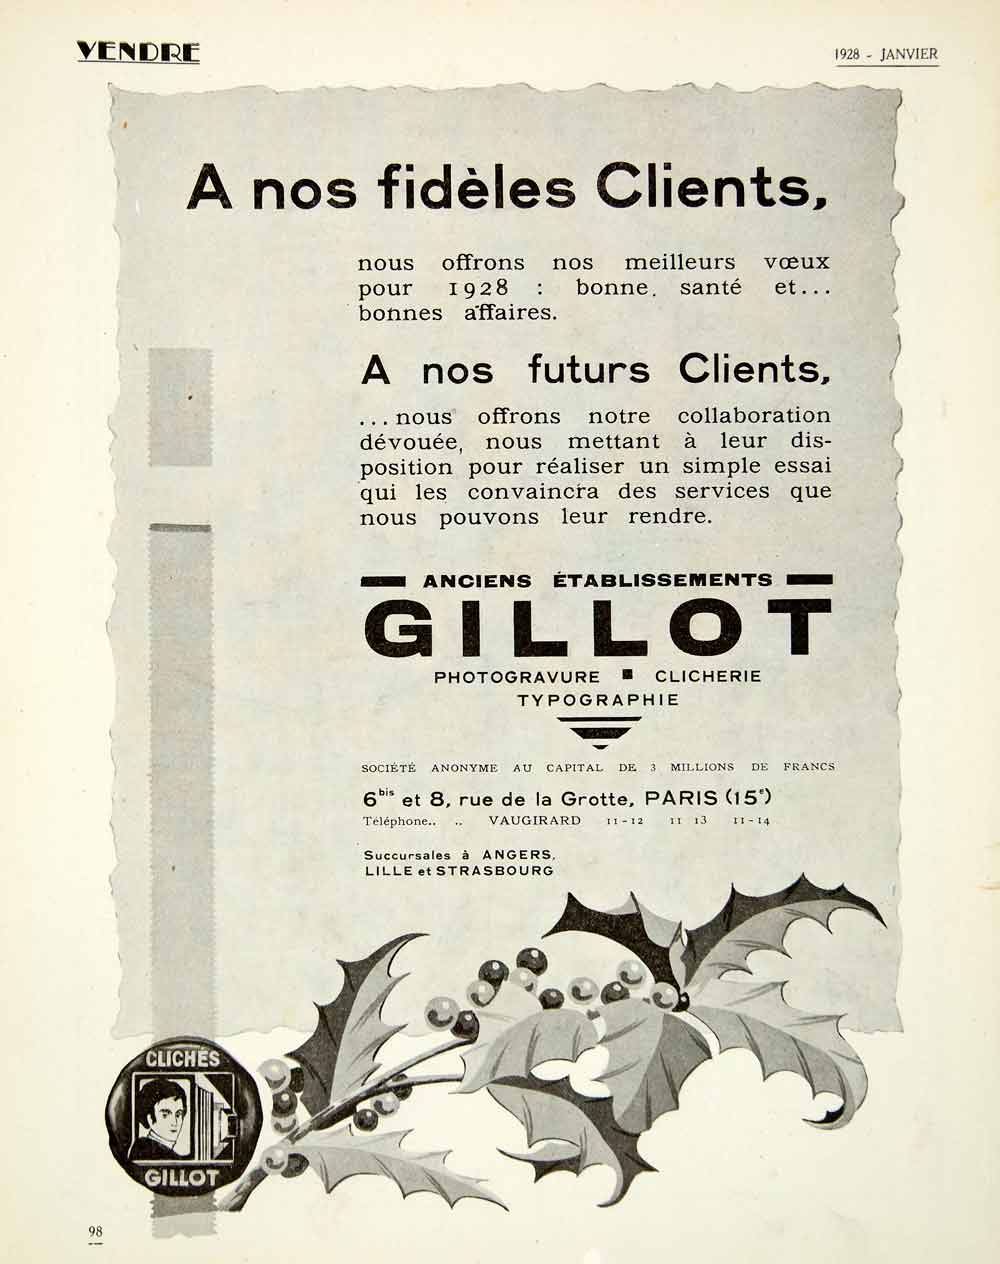 VENDRE
1928 - JANVIER
A nos fidèles Clients,
nous offrons nos meilleurs vœux
pour 1928 : bonne santé et...
bonnes affaires.
A nos futurs Clients,
...nous offrons notre collaboration
dévouée, nous mettant à leur dis-
position pour réaliser un simple essai
qui les convaincra des services que
nous pouvons leur rendre.
ANCIENS ÉTABLISSEMENTS
GILLOT
PHOTOGRAVURE ■ CLICHERIE
TYPOGRAPHIE
SOCIÉTÉ ANONYME AU CAPITAL DE 3 MILLIONS DE FRANCS
6bis et 8, rue de la Grotte, PARIS (15e)
Téléphone.. .. VAUGIRARD 11-12 11 13 11-14
Succursales à ANGERS,
LILLE et STRASBOURG
CLICHÉS
GILLOT
98